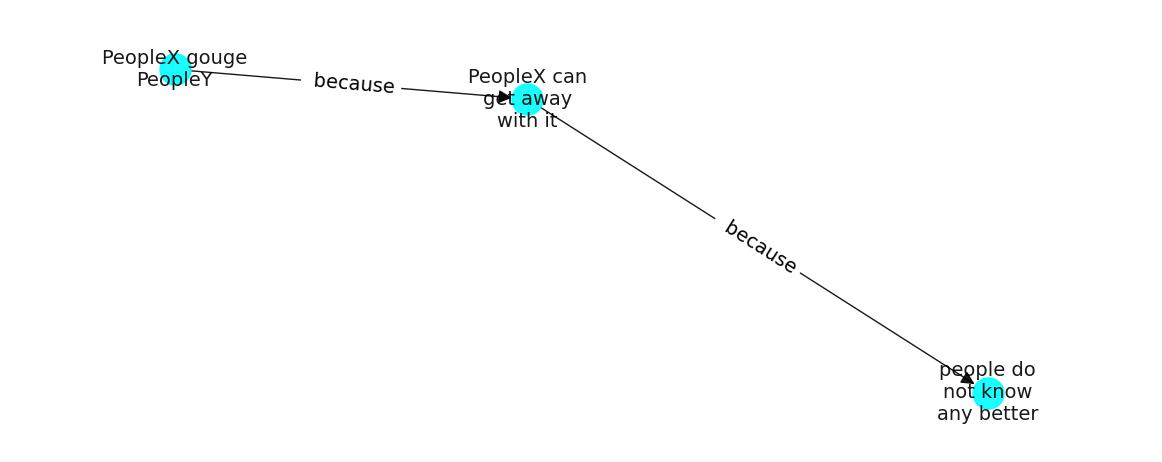 PeopleX gouge
PeopleY
because
PeopleX can
get away
with it
because
people do
not know
any better